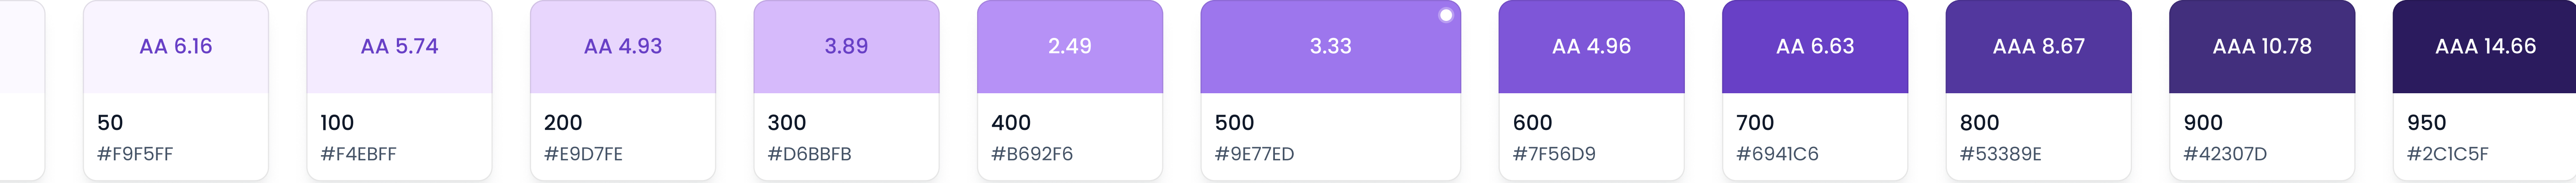 AA 6.16
50
#F9F5FF
AA 5.74
100
#F4EBFF
AA 4.93
200
#E9D7FE
3.89
300
#D6BBFB
2.49
400
#B692F6
3.33
500
#9E77ED
AA 4.96
600
#7F56D9
AA 6.63
700
#6941C6
AAA 8.67
800
#53389E
AAA 10.78
900
#42307D
AAA 14.66
950
#2C1C5F